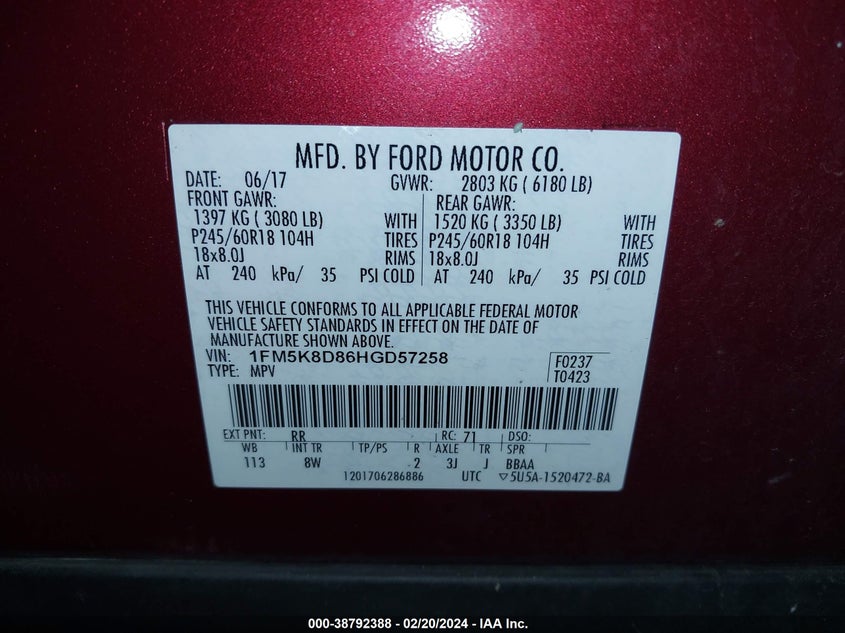 MFD. BY FORD MOTOR CO.
DATE: 06/17 GVWR: 2803 KG ( 6180 LB)
FRONT GAWR: REAR GAWR:
1397 KG ( 3080 LB) WITH 1520 KG ( 3350 LB) WITH
P245/60R18 104H TIRES P245/60R18 104H TIRES
18x8.0J RIMS 18x8.0J RIMS
AT 240 kPa/ 35 PSI COLD AT 240 kPa/ 35 PSI COLD
THIS VEHICLE CONFORMS TO ALL APPLICABLE FEDERAL MOTOR
VEHICLE SAFETY STANDARDS IN EFFECT ON THE DATE OF
MANUFACTURE SHOWN ABOVE.
VIN: 1FM5K8D86HGD57258 F0237
TYPE: MPV T0423
EXT PNT: RR RC: 71 DSO:
WB INT TR TP/PS R AXLE TR SPR
113 8W 2 3J J BBAA
1201706286886 UTC ▽5U5A-1520472-BA
000-38792388 - 02/20/2024 - IAA Inc.